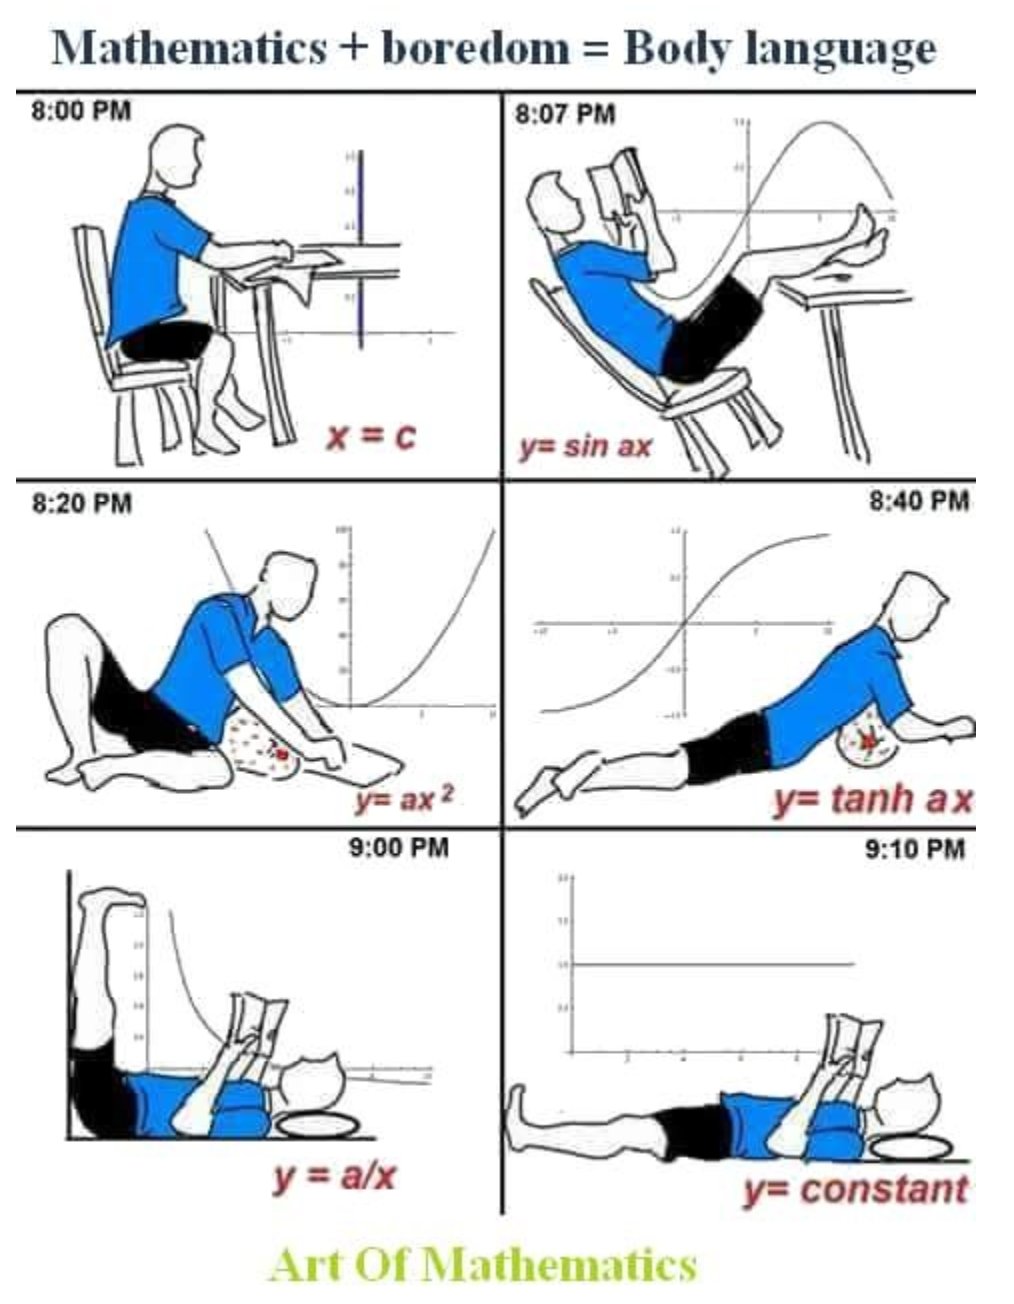 Mathematics + boredom = Body language
8:00 PM
8:07 PM
x = c
y= sin ax
8:20 PM
8:40 PM
y= ax²
y= tanh ax
9:00 PM
9:10 PM
y = a/x
y= constant
Art Of Mathematics